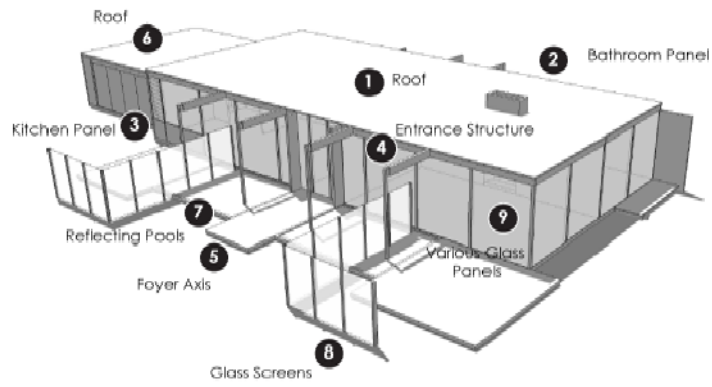 Roof
6
2
Bathroom Panel
1
Roof
Kitchen Panel
3
Entrance Structure
4
7
9
Reflecting Pools
5
Various Glass
Panels
Foyer Axis
8
Glass Screens